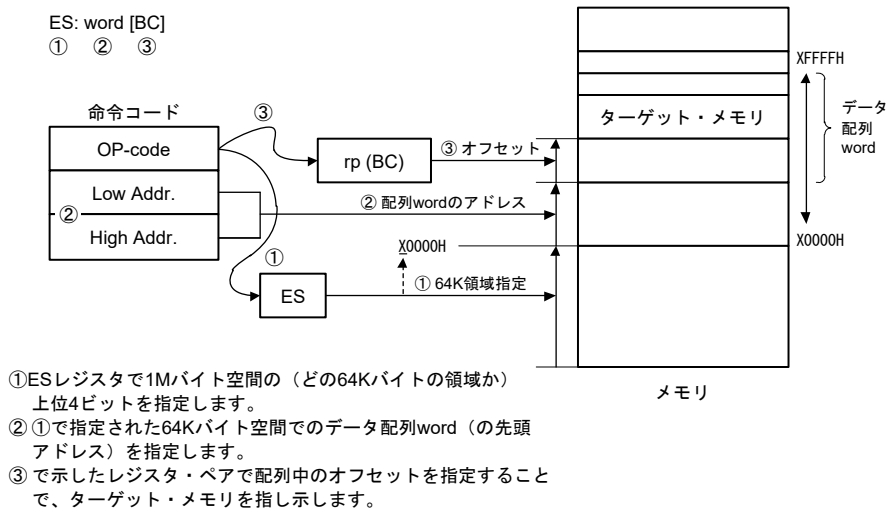 ES: word [BC]
① ② ③
命令コード
OP-code
Low Addr.
②
High Addr.
③
rp (BC)
③ オフセット
② 配列wordのアドレス
①
ES
X0000H
① 64K領域指定
XFFFFH
ターゲット・メモリ
データ
配列
word
X0000H
メモリ
①ESレジスタで1Mバイト空間の（どの64Kバイトの領域か）
上位4ビットを指定します。
② ①で指定された64Kバイト空間でのデータ配列word（の先頭
アドレス）を指定します。
③ で示したレジスタ・ペアで配列中のオフセットを指定すること
で、ターゲット・メモリを指し示します。